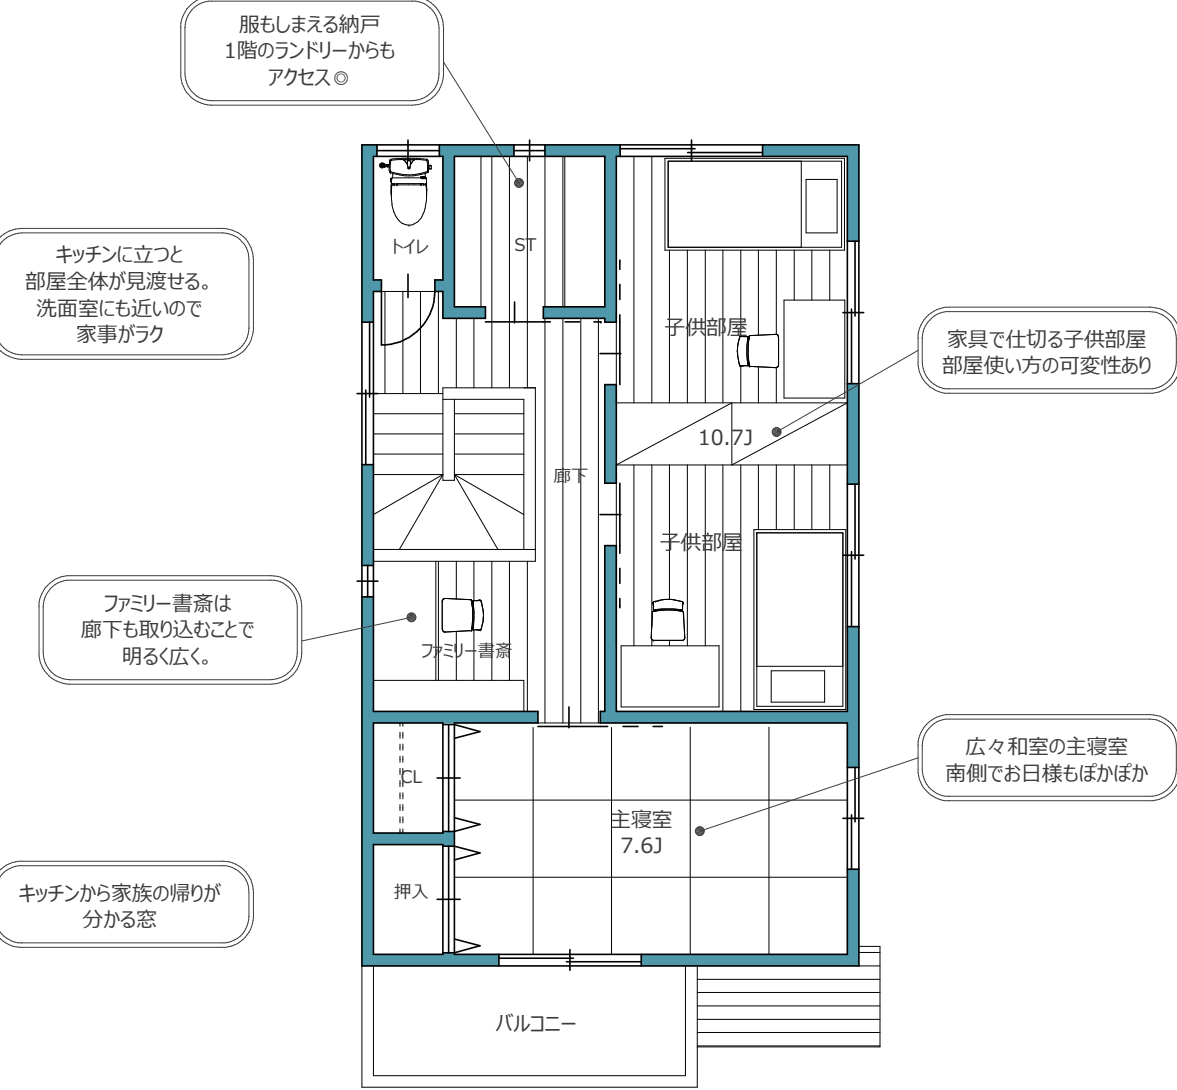 服もしまえる納戸
1階のランドリーからも
アクセス◎
トイレ
ST
キッチンに立つと
部屋全体が見渡せる。
洗面室にも近いので
家事がラク
子供部屋
家具で仕切る子供部屋
部屋使い方の可変性あり
10.7J
廊下
子供部屋
ファミリー書斎は
廊下も取り込むことで
明るく広く。
ファミリー書斎
広々和室の主寝室
南側でお日様もぽかぽか
CL
主寝室
7.6J
押入
キッチンから家族の帰りが
分かる窓
バルコニー